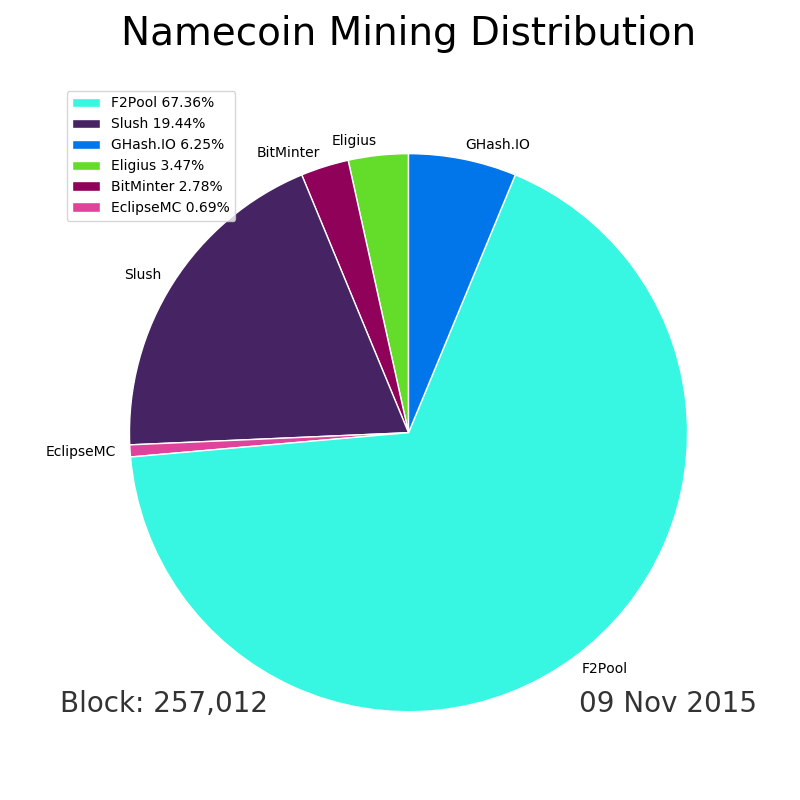 Namecoin Mining Distribution
F2Pool 67.36%
Slush 19.44%
GHash.IO 6.25%
Eligius 3.47%
BitMinter 2.78%
EclipseMC 0.69%
Eligius
GHash.IO
BitMinter
Slush
EclipseMC
F2Pool
Block: 257,012
09 Nov 2015